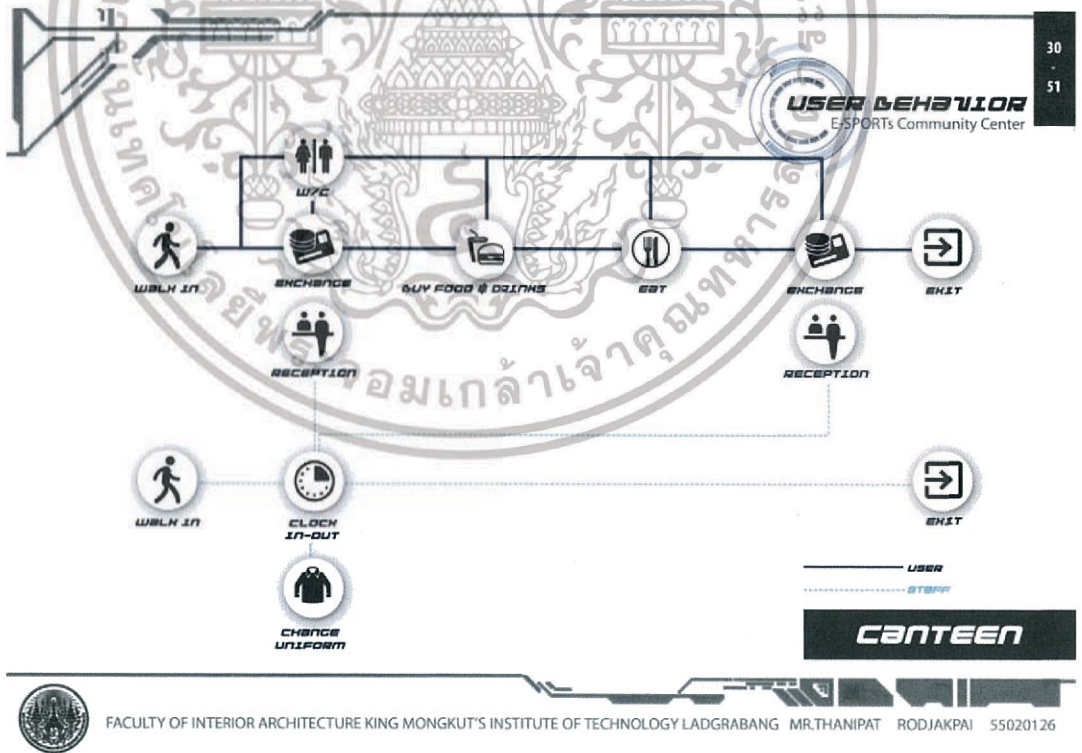 30
-
51
USER BEHAVIOR
E-SPORTs Community Center
W/C
WALK IN
EXCHANGE
BUY FOOD & DRINKS
EAT
EXCHANGE
EXIT
RECEPTION
RECEPTION
WALK IN
CLOCK
IN-OUT
EXIT
CHANGE
UNIFORM
USER
STAFF
CANTEEN
FACULTY OF INTERIOR ARCHITECTURE KING MONGKUT'S INSTITUTE OF TECHNOLOGY LADGRABANG MR.THANIPAT RODJAKPAI 55020126